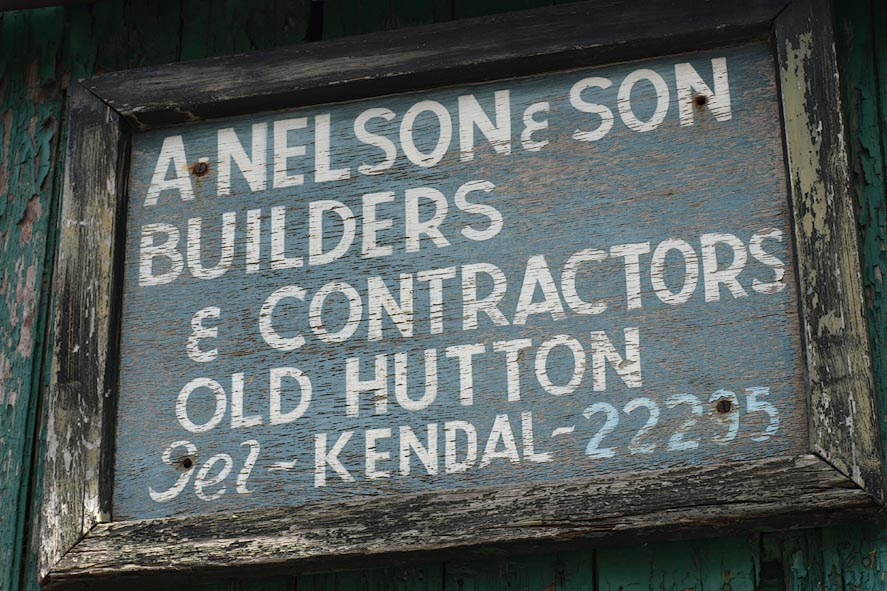 A·NELSON & SON
BUILDERS
& CONTRACTORS
OLD HUTTON
Tel~KENDAL~22295